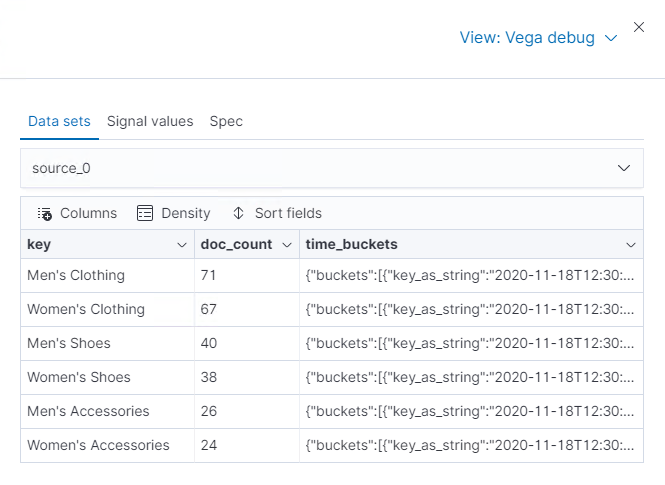 View: Vega debug
Data sets Signal values Spec
source_0
Columns Density Sort fields
key doc_count time_buckets
Men's Clothing 71 {"buckets":[{"key_as_string":"2020-11-18T12:30:...
Women's Clothing 67 {"buckets":[{"key_as_string":"2020-11-18T12:30:...
Men's Shoes 40 {"buckets":[{"key_as_string":"2020-11-18T12:30:...
Women's Shoes 38 {"buckets":[{"key_as_string":"2020-11-18T12:30:...
Men's Accessories 26 {"buckets":[{"key_as_string":"2020-11-18T12:30:...
Women's Accessories 24 {"buckets":[{"key_as_string":"2020-11-18T12:30:...